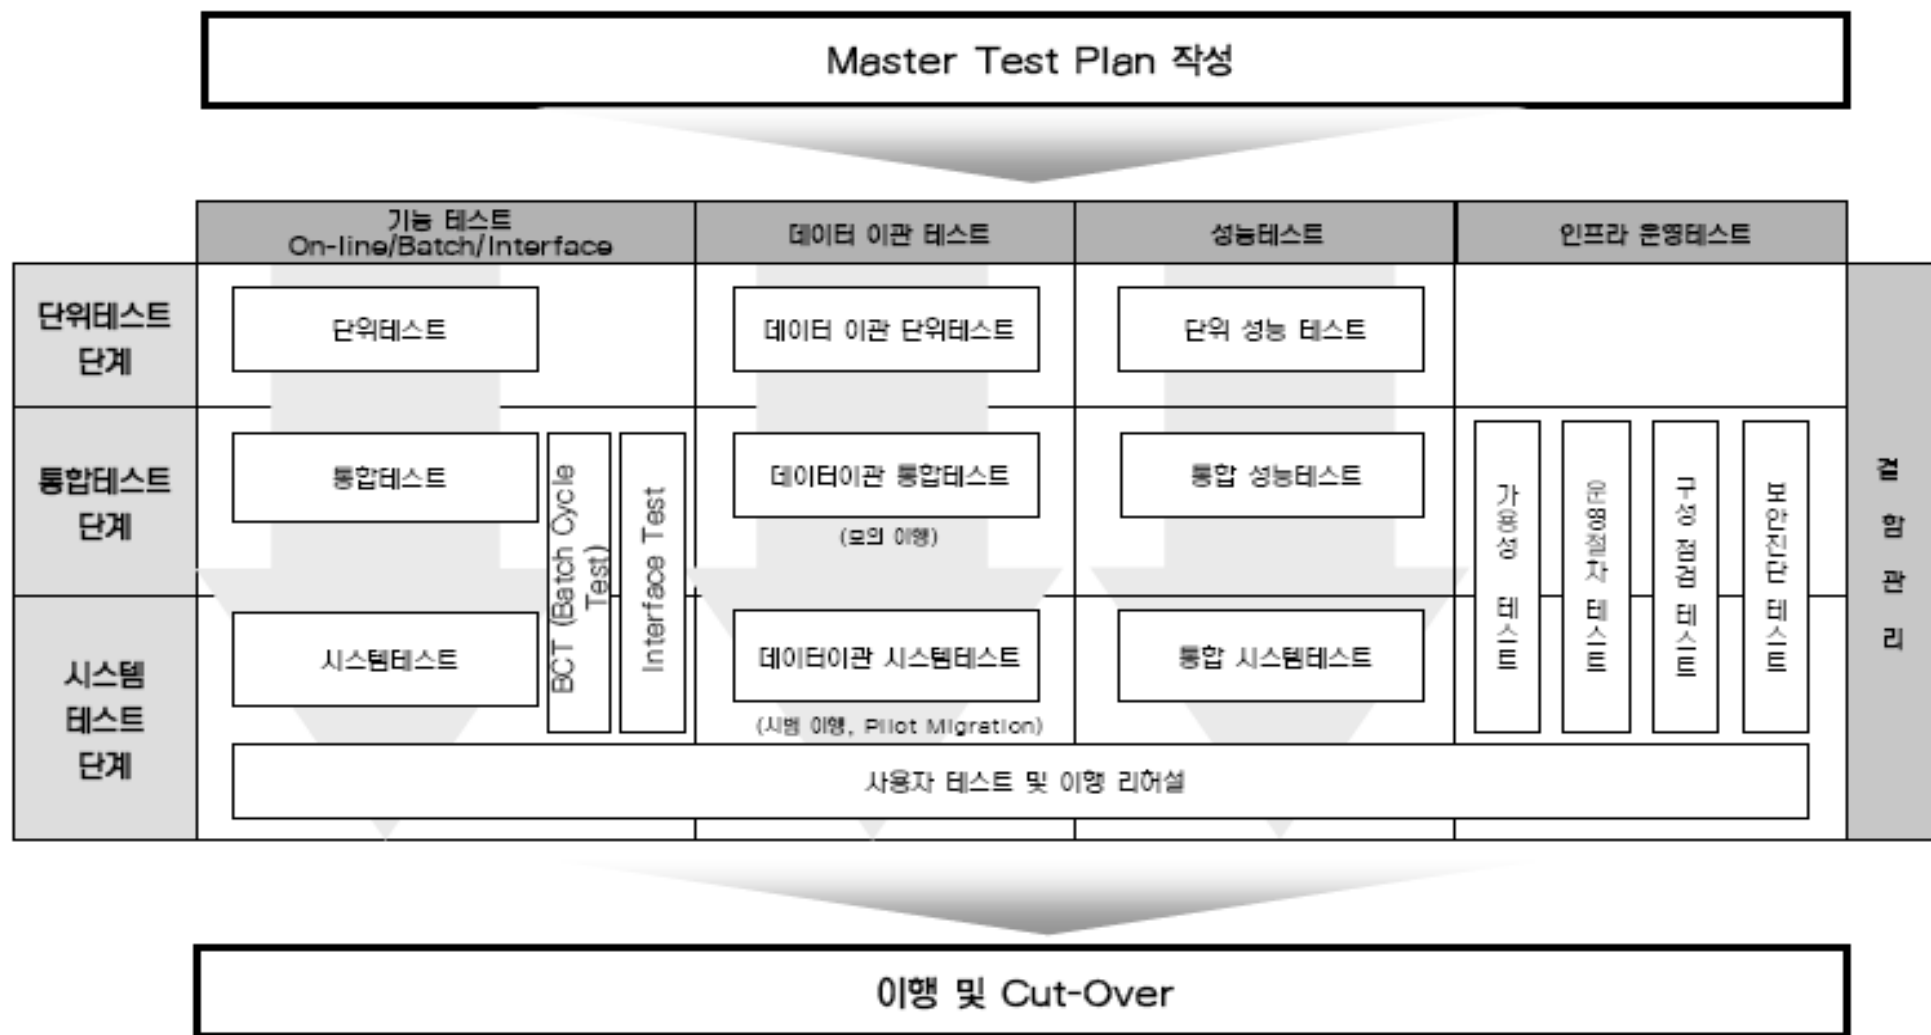 Master Test Plan 작성
기능 테스트
On-line/Batch/Interface
데이터 이관 테스트
성능테스트
인프라 운영테스트
단위테스트
단계
단위테스트
데이터 이관 단위테스트
단위 성능 테스트
통합테스트
단계
통합테스트
BCT (Batch Cycle
Test)
Interface Test
데이터이관 통합테스트
(모의 이행)
통합 성능테스트
가용성 테스트
운영절차 테스트
구성 점검 테스트
보안진단 테스트
결함관리
시스템
테스트
단계
시스템테스트
데이터이관 시스템테스트
(시범 이행, Pilot Migration)
통합 시스템테스트
사용자 테스트 및 이행 리허설
이행 및 Cut-Over